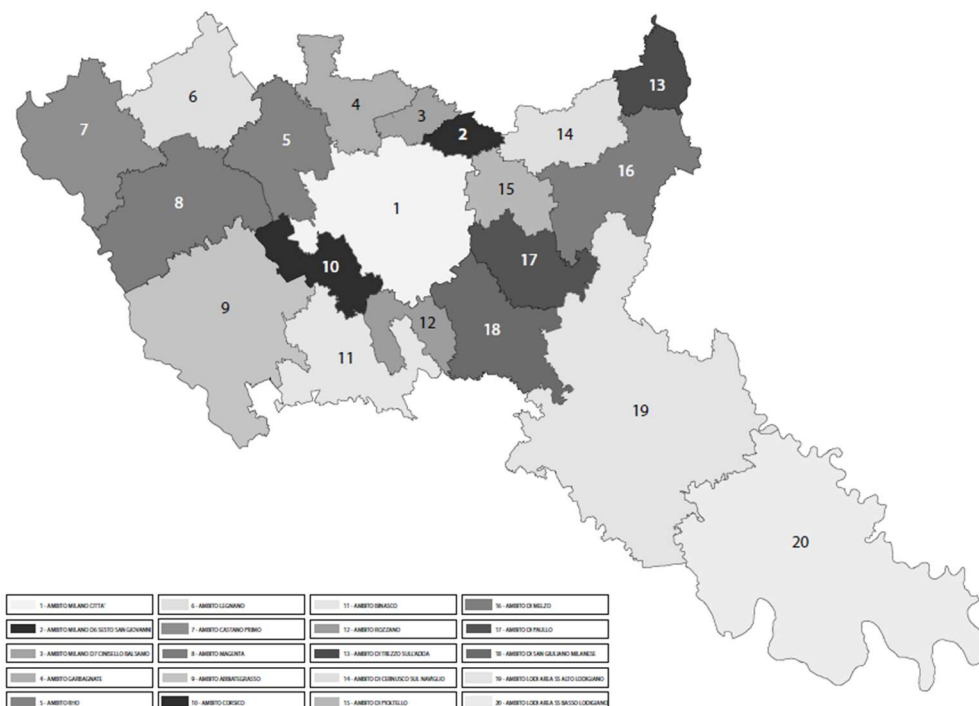 6
13
4
3
7
2
14
5
16
15
8
1
17
10
9
12
18
11
19
20
1 - AMBITO MILANO CITTA'
2 - AMBITO MILANO D6 SESTO SAN GIOVANNI
3 - AMBITO MILANO D7 CINISELLO BALSAMO
4 - AMBITO GARBAGNATE
5 - AMBITO RHO
6 - AMBITO LEGNANO
7 - AMBITO CASTANO PRIMO
8 - AMBITO MAGENTA
9 - AMBITO ABBIATEGRASSO
10 - AMBITO CORSICO
11 - AMBITO BINASCO
12 - AMBITO ROZZANO
13 - AMBITO DI TREZZO SULL'ADDA
14 - AMBITO DI CERNUSCO SUL NAVIGLIO
15 - AMBITO DI PIOLTELLO
16 - AMBITO DI MELZO
17 - AMBITO DI PAULLO
18 - AMBITO DI SAN GIULIANO MILANESE
19 - AMBITO LODI AREA SS ALTO LODIGIANO
20 - AMBITO LODI AREA SS BASSO LODIGIANO